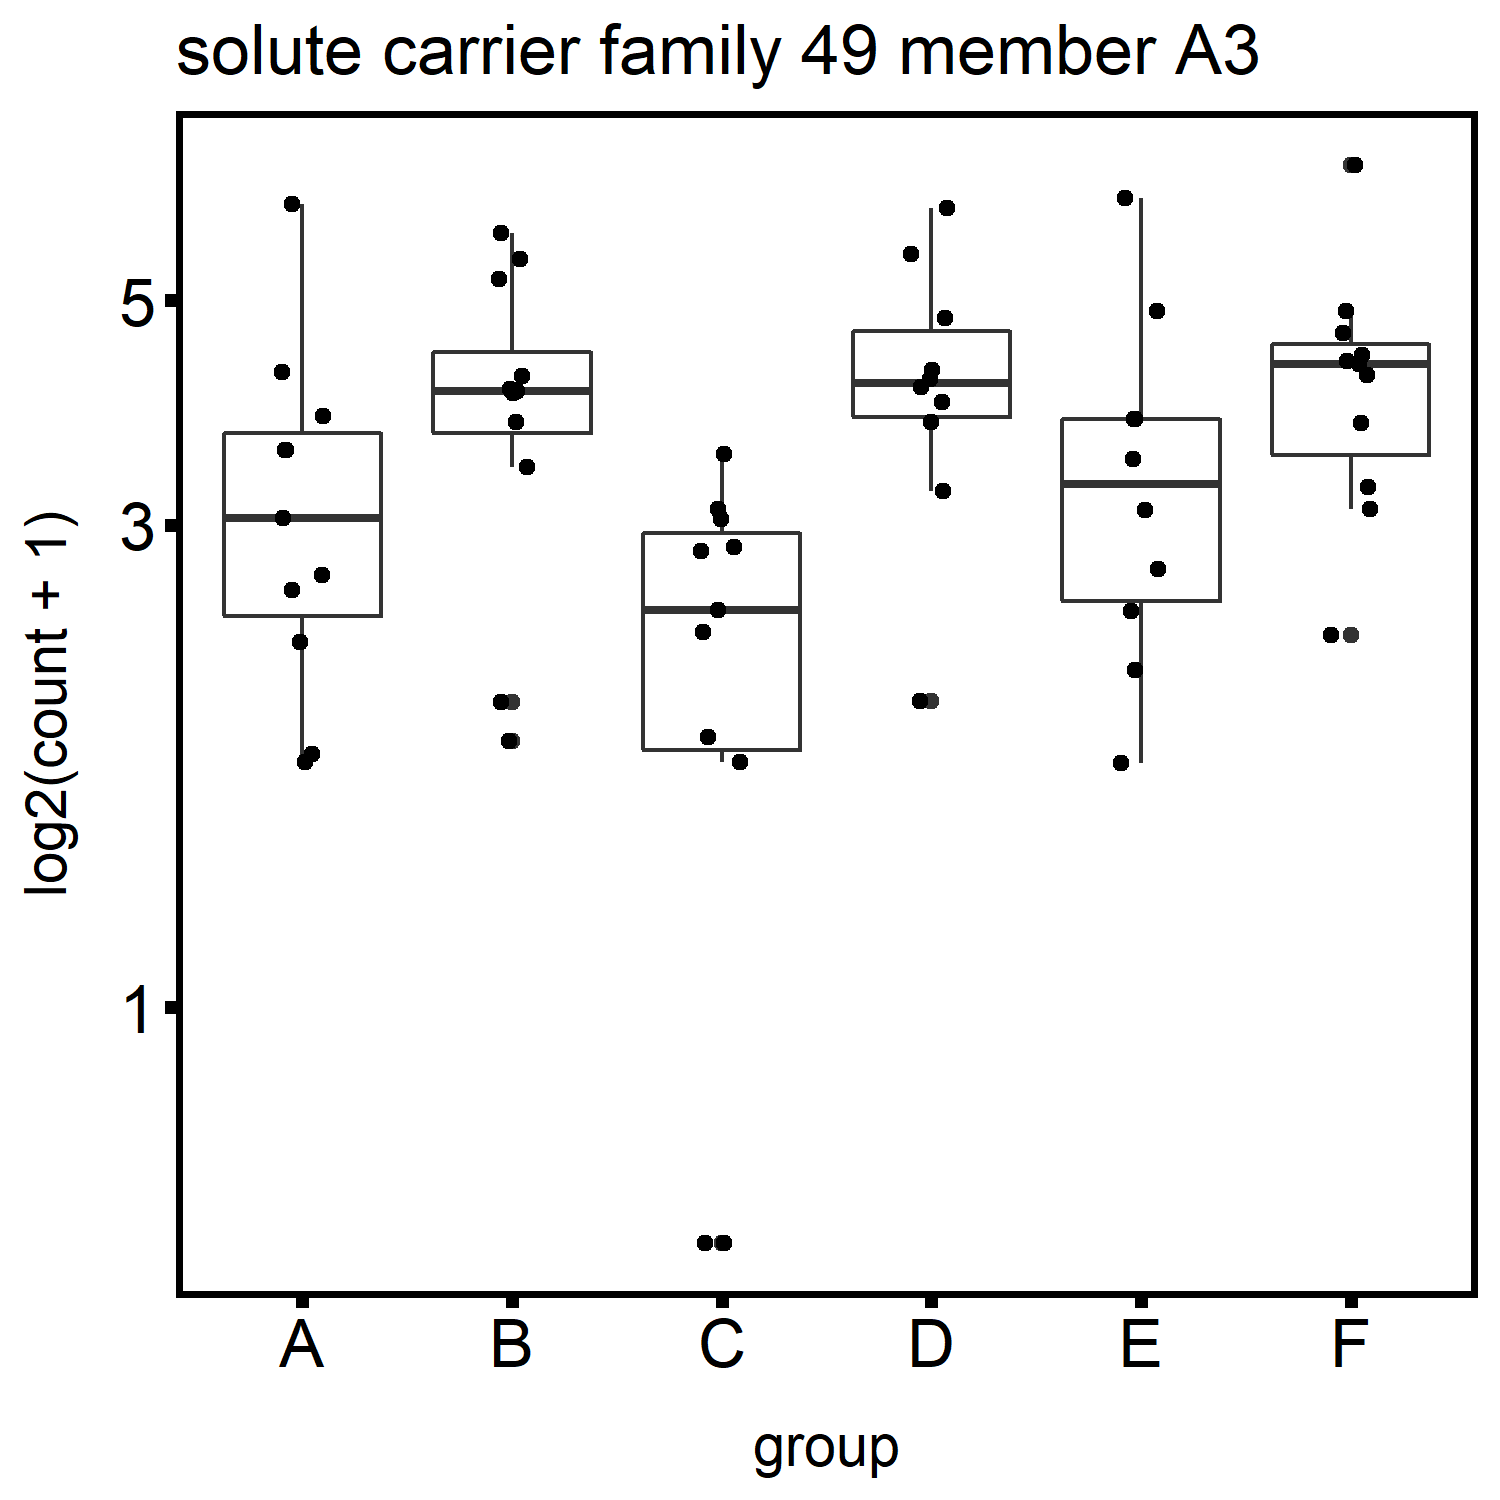 solute carrier family 49 member A3
log2(count + 1)
5
3
1
A B C D E F
group